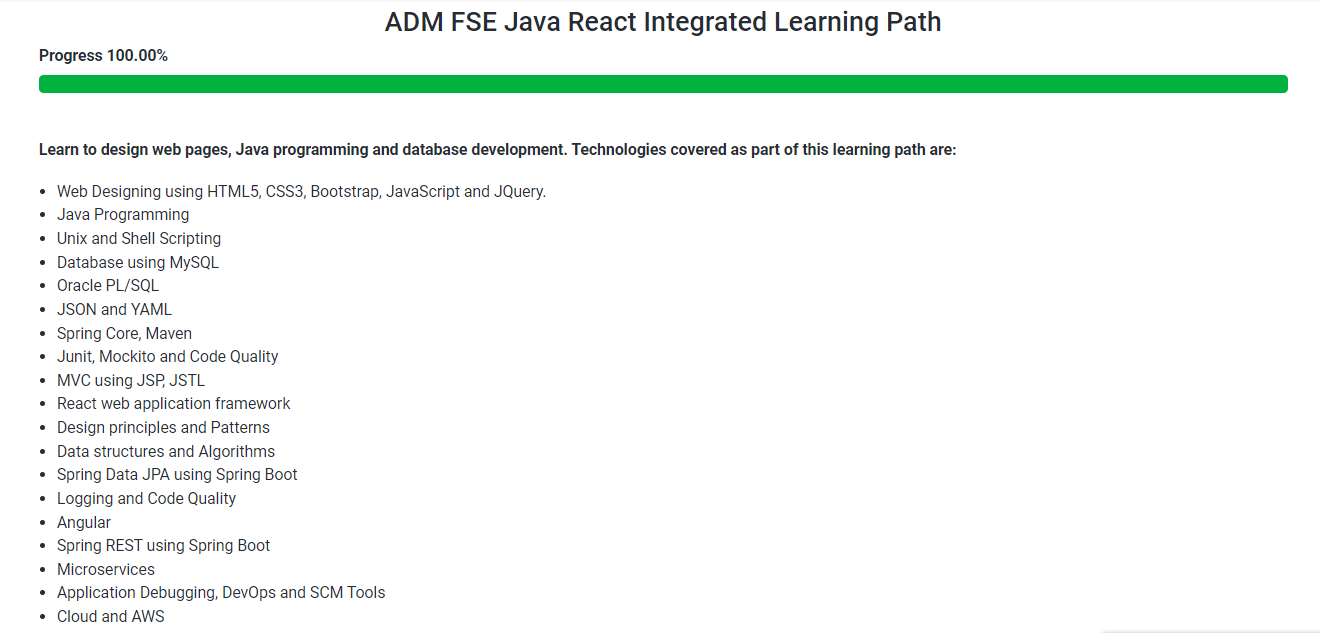 ADM FSE Java React Integrated Learning Path
Progress 100.00%
Learn to design web pages, Java programming and database development. Technologies covered as part of this learning path are:
• Web Designing using HTML5, CSS3, Bootstrap, JavaScript and JQuery.
• Java Programming
• Unix and Shell Scripting
• Database using MySQL
• Oracle PL/SQL
• JSON and YAML
• Spring Core, Maven
• Junit, Mockito and Code Quality
• MVC using JSP, JSTL
• React web application framework
• Design principles and Patterns
• Data structures and Algorithms
• Spring Data JPA using Spring Boot
• Logging and Code Quality
• Angular
• Spring REST using Spring Boot
• Microservices
• Application Debugging, DevOps and SCM Tools
• Cloud and AWS